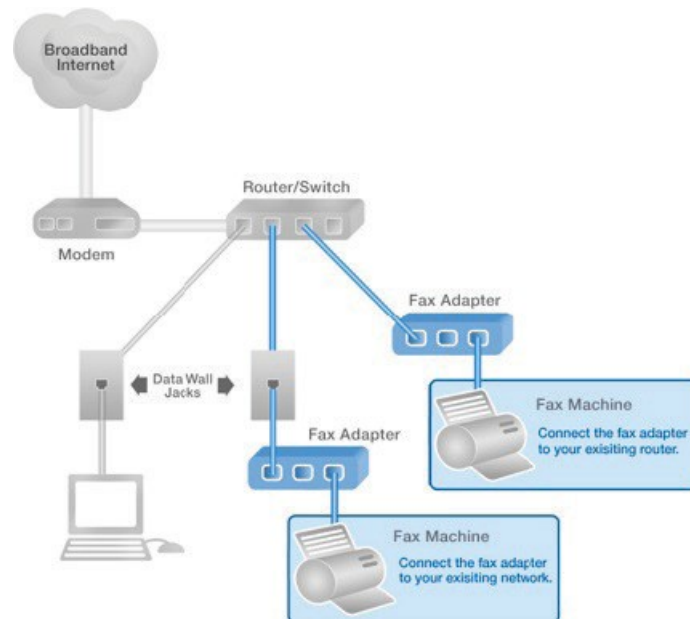 Broadband
Internet
Router/Switch
Modem
Fax Adapter
Data Wall
Jacks
Fax Machine
Connect the fax adapter
to your exisiting router.
Fax Adapter
Fax Machine
Connect the fax adapter
to your exisiting network.